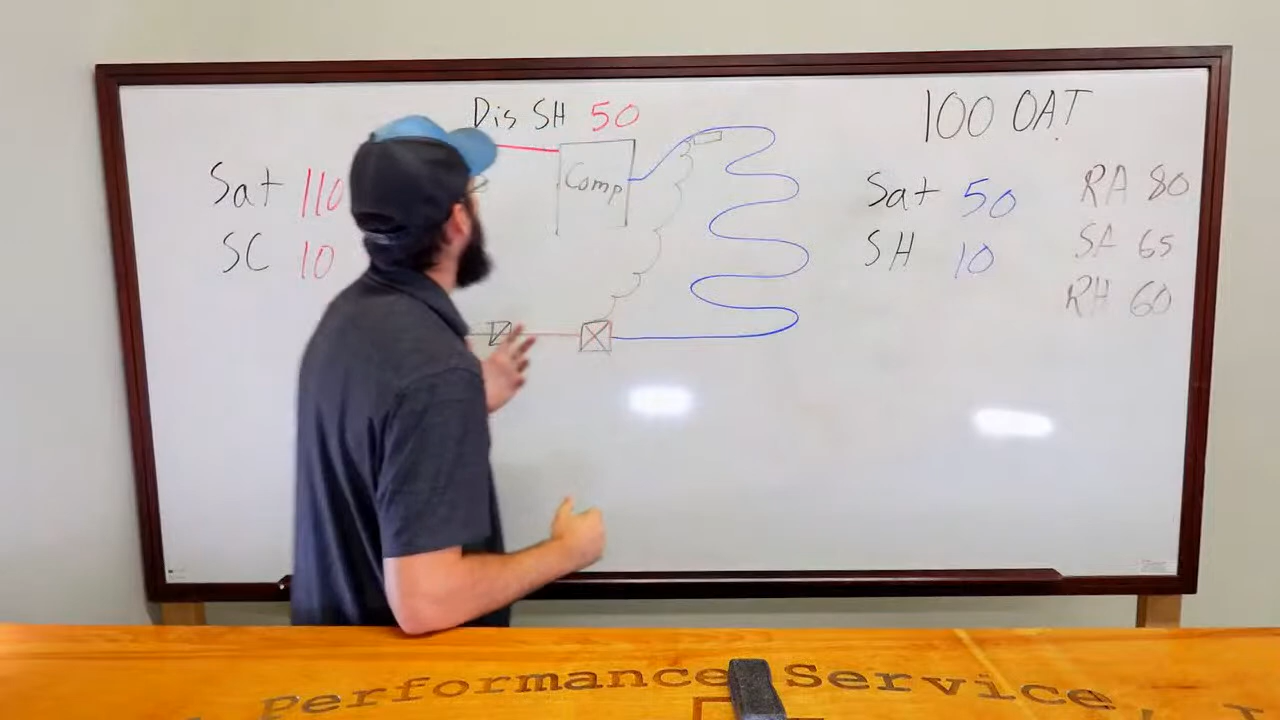 Dis SH 50
100 OAT
Sat 110
SC 10
Comp
Sat 50
SH 10
RA 80
SA 65
RH 60
Performance Service